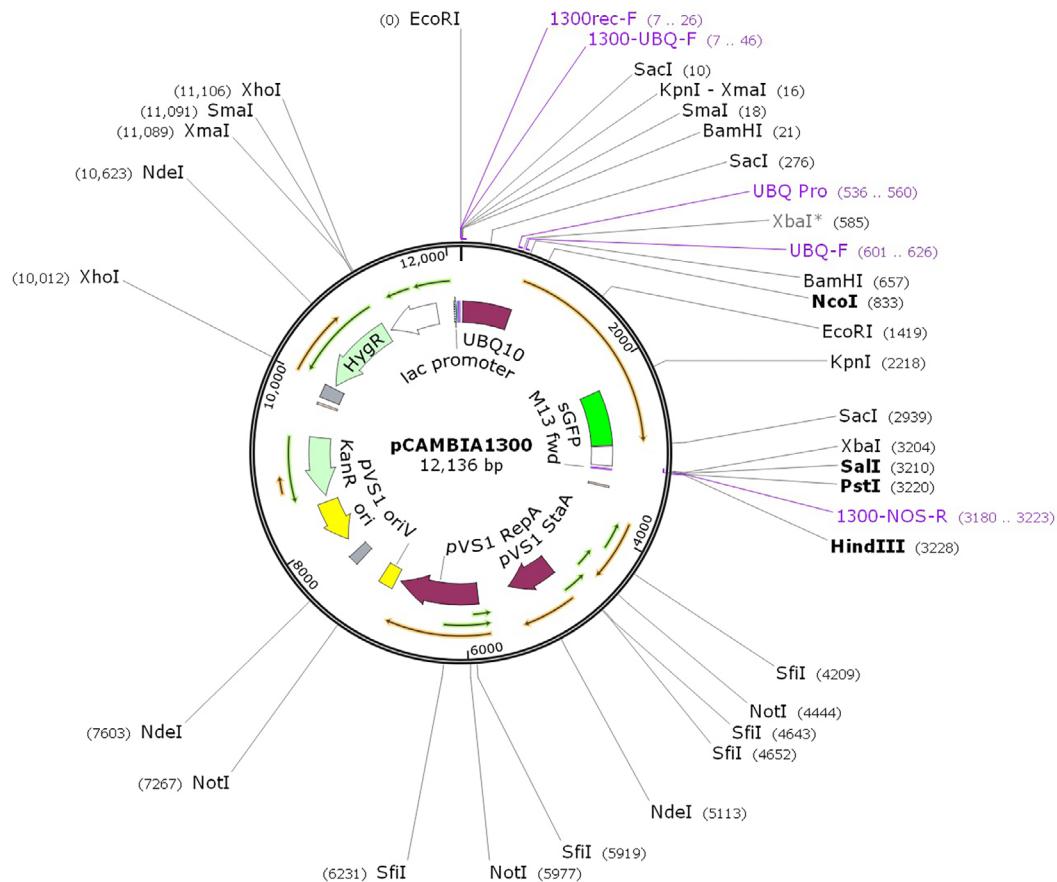 (0) EcoRI
1300rec-F (7 .. 26)
1300-UBQ-F (7 .. 46)
SacI (10)
KpnI - XmaI (16)
SmaI (18)
BamHI (21)
SacI (276)
UBQ Pro (536 .. 560)
XbaI* (585)
UBQ-F (601 .. 626)
BamHI (657)
NcoI (833)
EcoRI (1419)
KpnI (2218)
SacI (2939)
XbaI (3204)
SalI (3210)
PstI (3220)
1300-NOS-R (3180 .. 3223)
HindIII (3228)
SfiI (4209)
NotI (4444)
SfiI (4643)
SfiI (4652)
NdeI (5113)
SfiI (5919)
NotI (5977)
(6231) SfiI
(7267) NotI
(7603) NdeI
(10,012) XhoI
(10,623) NdeI
(11,089) XmaI
(11,091) SmaI
(11,106) XhoI
12,000
2000
4000
6000
8000
10,000
UBQ10
lac promoter
HygR
sGFP
M13 fwd
pCAMBIA1300
12,136 bp
KanR
ori
pVS1 oriV
pVS1 RepA
pVS1 StaA